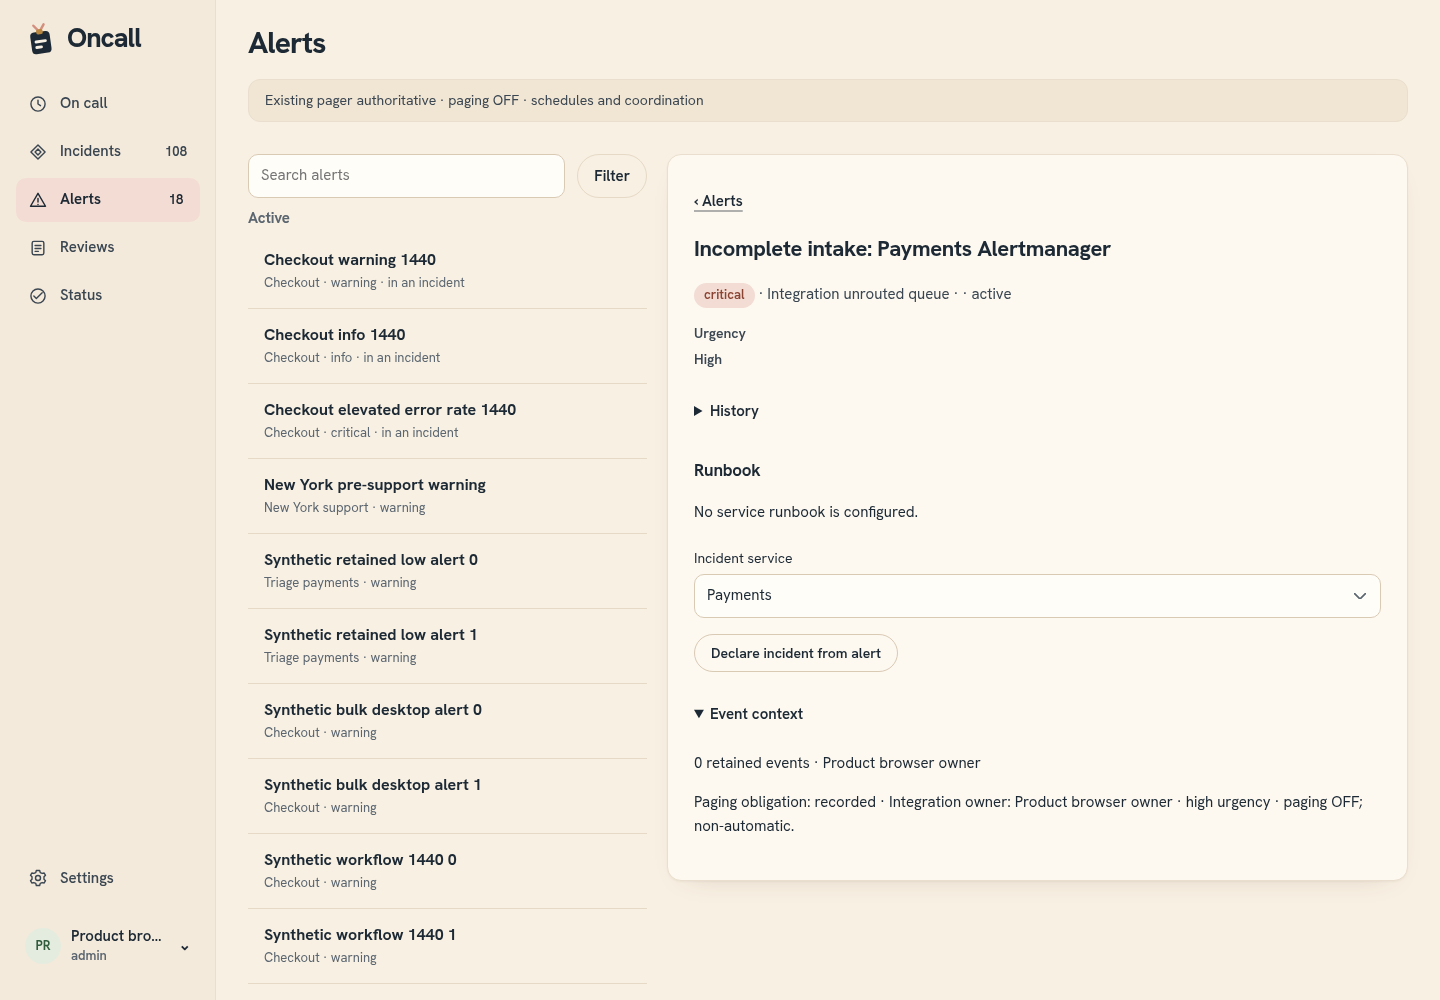 Oncall
On call
Incidents 108
Alerts 18
Reviews
Status
Settings
PR
Product bro...
admin
Alerts
Existing pager authoritative · paging OFF · schedules and coordination
Search alerts
Filter
Active
Checkout warning 1440
Checkout · warning · in an incident
Checkout info 1440
Checkout · info · in an incident
Checkout elevated error rate 1440
Checkout · critical · in an incident
New York pre-support warning
New York support · warning
Synthetic retained low alert 0
Triage payments · warning
Synthetic retained low alert 1
Triage payments · warning
Synthetic bulk desktop alert 0
Checkout · warning
Synthetic bulk desktop alert 1
Checkout · warning
Synthetic workflow 1440 0
Checkout · warning
Synthetic workflow 1440 1
Checkout · warning
‹ Alerts
Incomplete intake: Payments Alertmanager
critical · Integration unrouted queue · · active
Urgency
High
History
Runbook
No service runbook is configured.
Incident service
Payments
Declare incident from alert
Event context
0 retained events · Product browser owner
Paging obligation: recorded · Integration owner: Product browser owner · high urgency · paging OFF;
non-automatic.